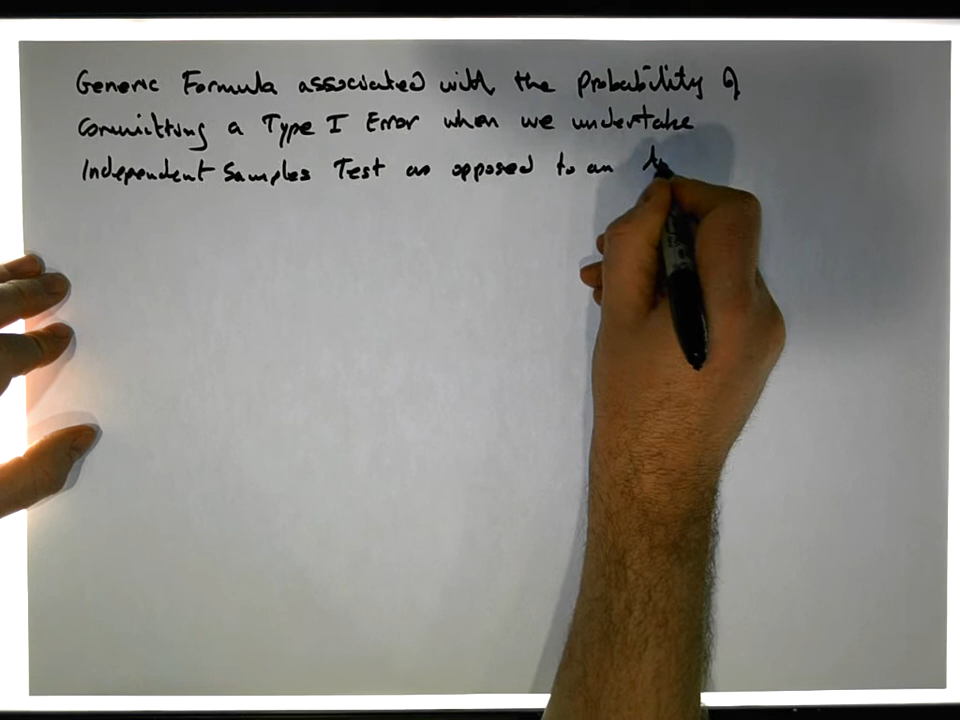 Generic Formula associated with the probability of
committing a Type I Error when we undertake
Independent Samples Test as opposed to an